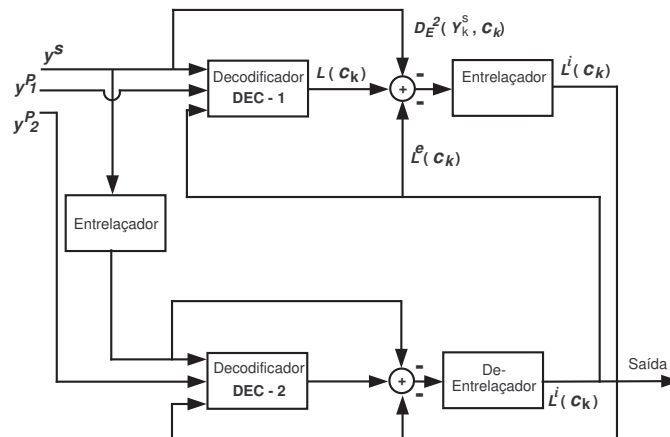 D_E^2 (Y_k^s, c_k)
y^s
Decodificador
DEC - 1
L ( c_k )
-
+
-
Entrelaçador
L^i ( c_k )
y^P_1
y^P_2
L^e ( c_k )
Entrelaçador
Decodificador
DEC - 2
-
+
-
De-
Entrelaçador
Saída
L^i ( c_k )